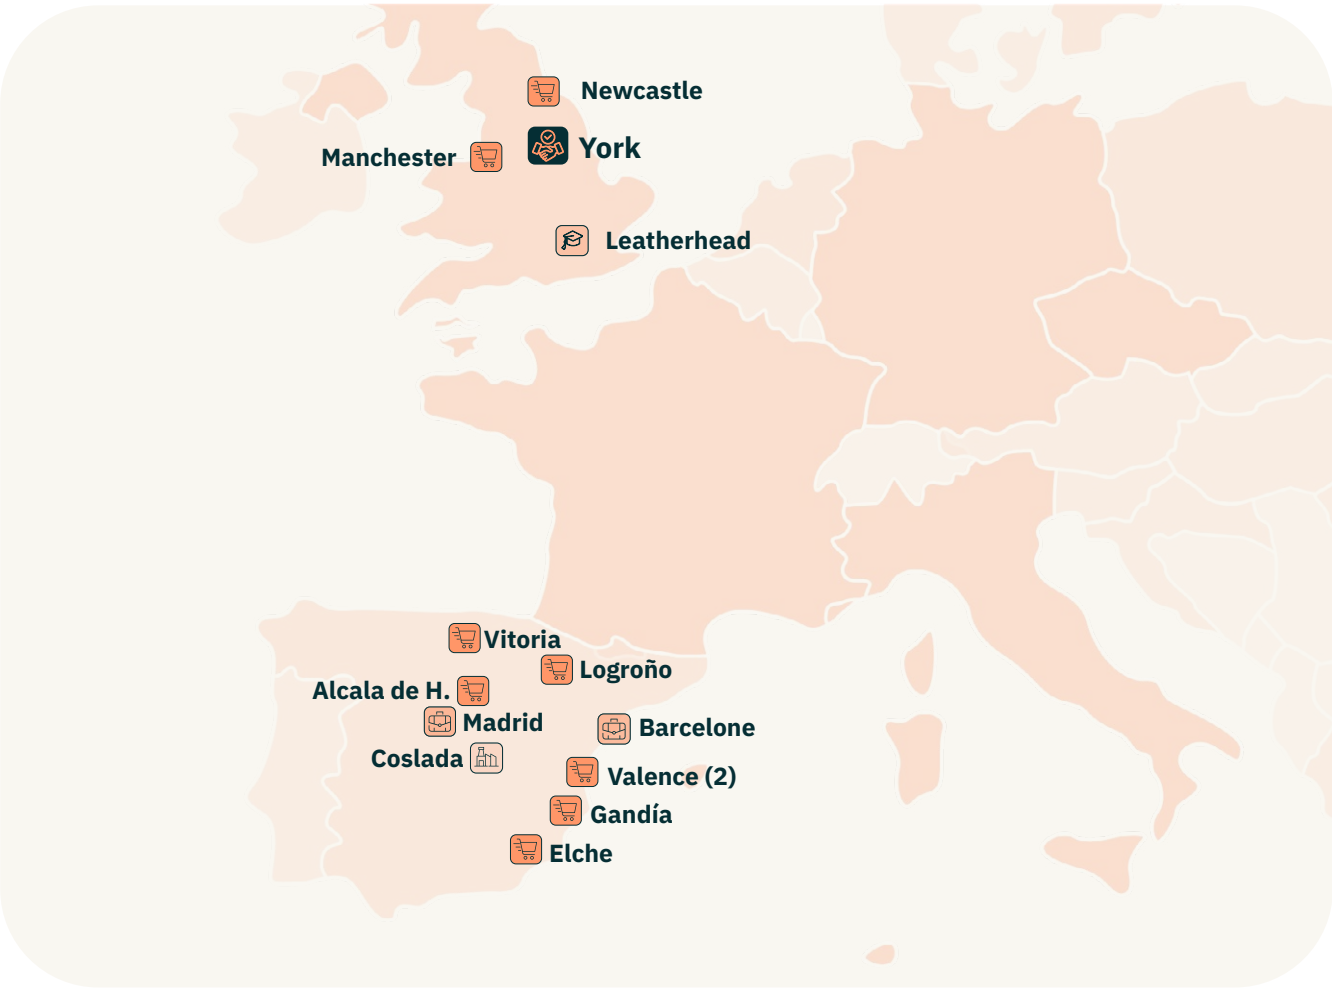 Newcastle
York
Manchester
Leatherhead
Vitoria
Logroño
Alcala de H.
Madrid
Barcelone
Coslada
Valence (2)
Gandía
Elche